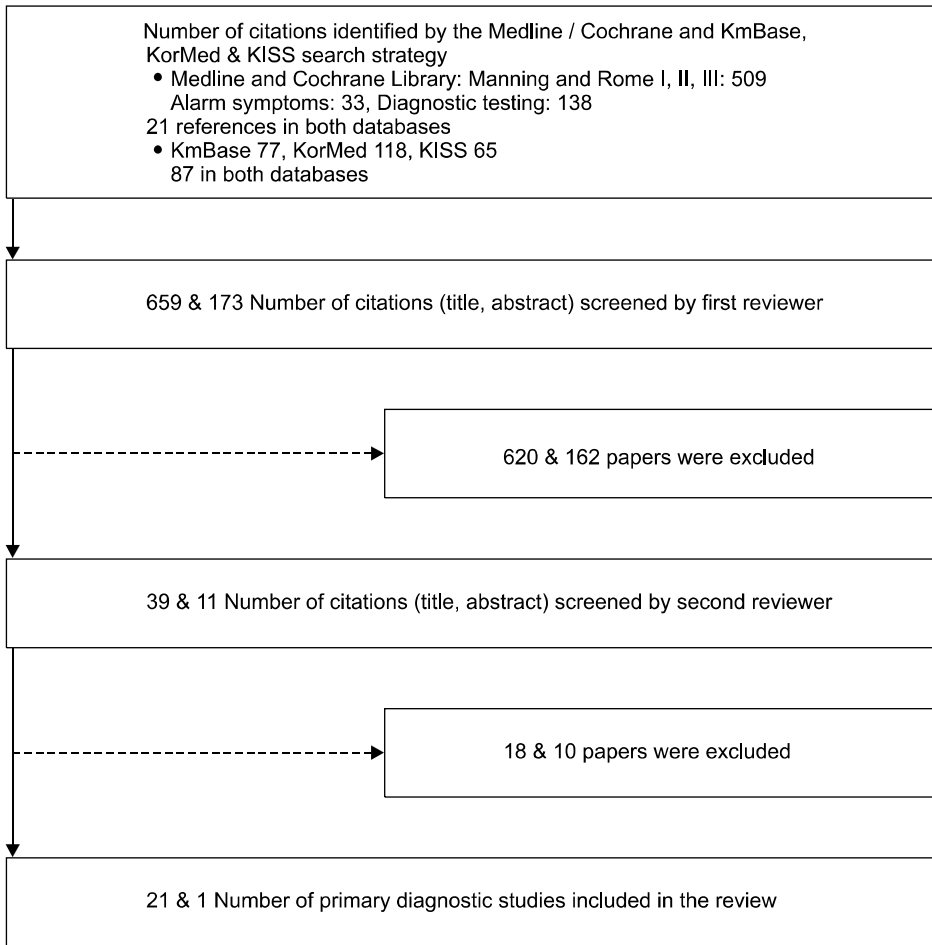 Number of citations identified by the Medline / Cochrane and KmBase,
KorMed & KISS search strategy
• Medline and Cochrane Library: Manning and Rome I, II, III: 509
Alarm symptoms: 33, Diagnostic testing: 138
21 references in both databases
• KmBase 77, KorMed 118, KISS 65
87 in both databases
659 & 173 Number of citations (title, abstract) screened by first reviewer
620 & 162 papers were excluded
39 & 11 Number of citations (title, abstract) screened by second reviewer
18 & 10 papers were excluded
21 & 1 Number of primary diagnostic studies included in the review